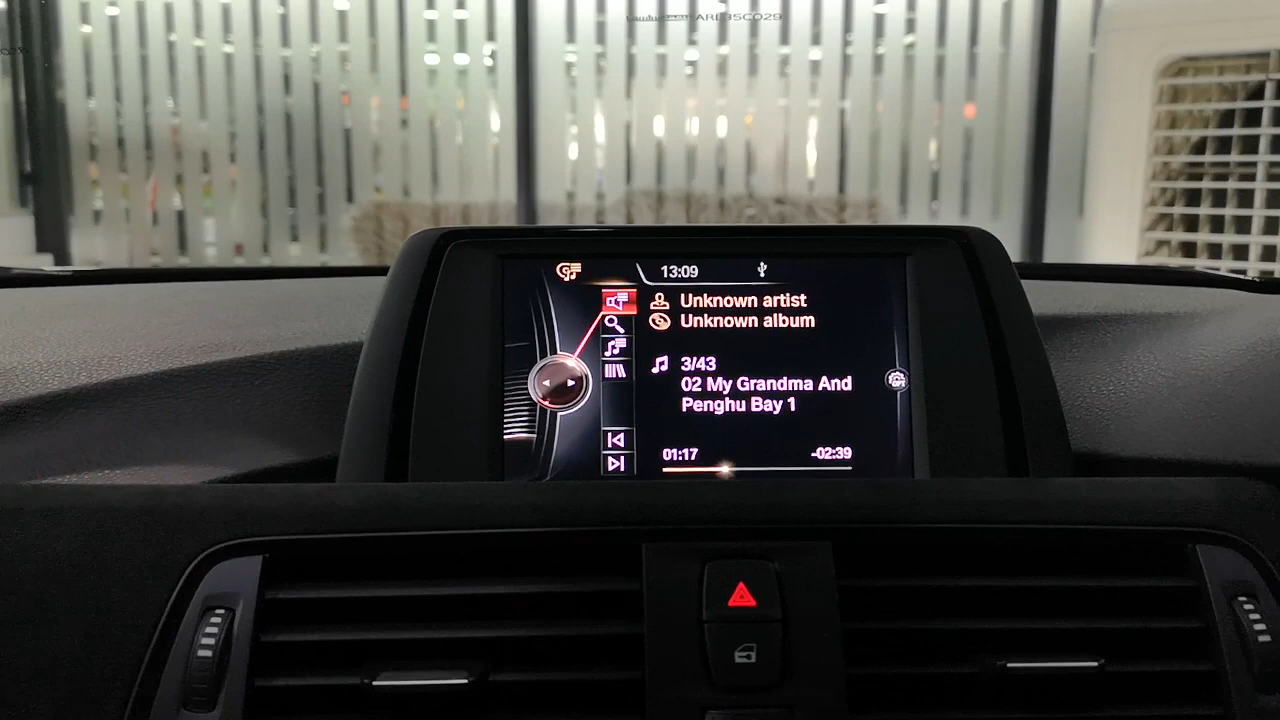 ARL35CO29
13:09
Unknown artist
Unknown album
3/43
02 My Grandma And
Penghu Bay 1
01:17
-02:39